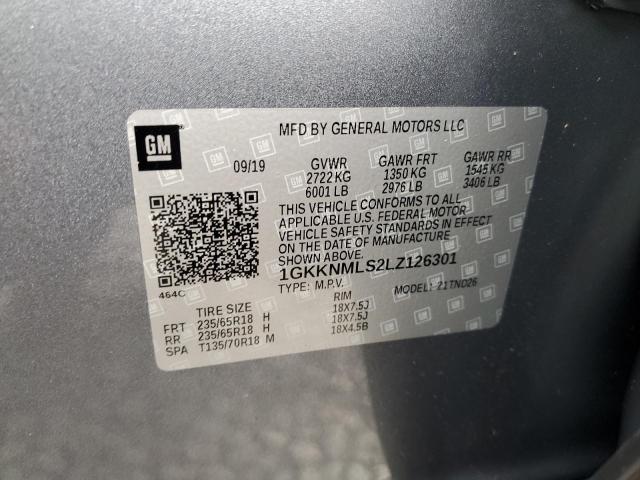 GM
MFD BY GENERAL MOTORS LLC
09/19 GVWR GAWR FRT GAWR RR
2722 KG 1350 KG 1545 KG
6001 LB 2976 LB 3406 LB
THIS VEHICLE CONFORMS TO ALL
APPLICABLE U.S. FEDERAL MOTOR
VEHICLE SAFETY STANDARDS IN EFFECT
ON THE DATE OF MANUFACTURE SHOWN
ABOVE.
1GKKNMLS2LZ126301
464C
TYPE: M.P.V. MODEL: Z1TND26
TIRE SIZE RIM
FRT 235/65R18 H 18X7.5J
RR 235/65R18 H 18X7.5J
SPA T135/70R18 M 18X4.5B